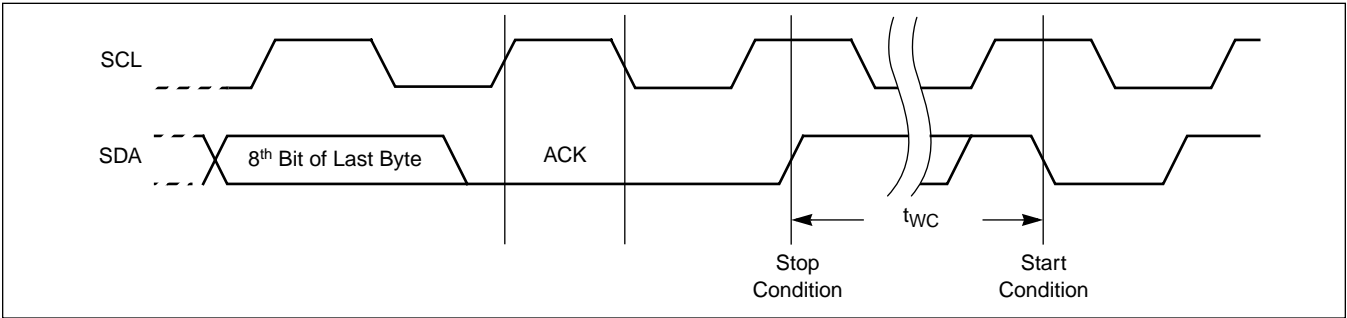 SCL
SDA
8th Bit of Last Byte
ACK
tWC
Stop
Condition
Start
Condition